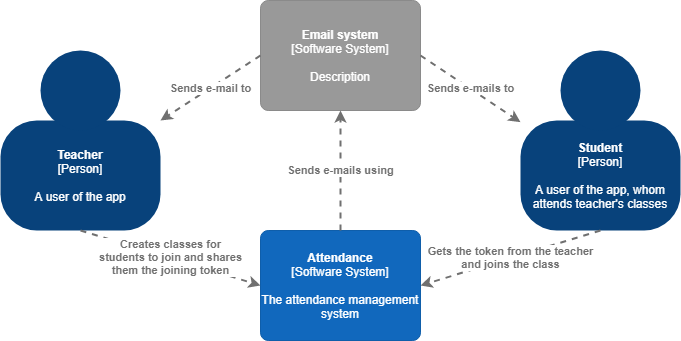 Email system
[Software System]
Description
Sends e-mail to
Sends e-mails to
Teacher
[Person]
A user of the app
Student
[Person]
A user of the app, whom
attends teacher's classes
Sends e-mails using
Creates classes for
students to join and shares
them the joining token
Attendance
[Software System]
The attendance management
system
Gets the token from the teacher
and joins the class